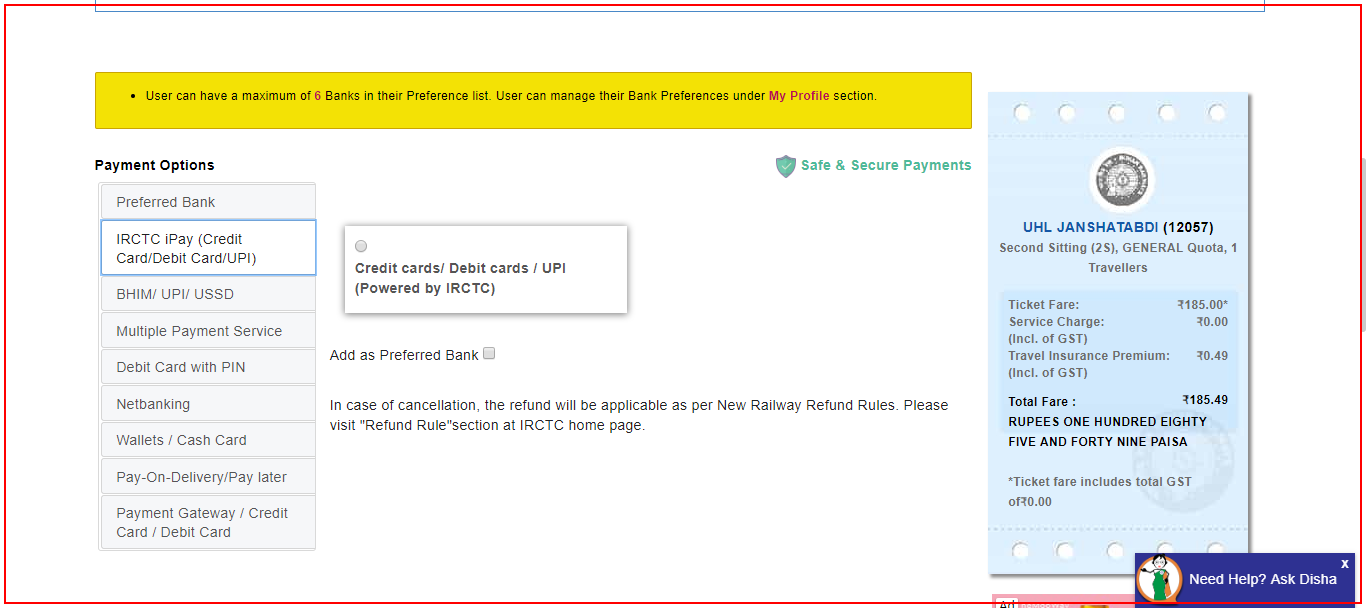 User can have a maximum of 6 Banks in their Preference list. User can manage their Bank Preferences under My Profile section.
Payment Options
Safe & Secure Payments
Preferred Bank
IRCTC iPay (Credit
Card/Debit Card/UPI)
BHIM/ UPI/ USSD
Multiple Payment Service
Debit Card with PIN
Netbanking
Wallets / Cash Card
Pay-On-Delivery/Pay later
Payment Gateway / Credit
Card / Debit Card
Credit cards/ Debit cards / UPI
(Powered by IRCTC)
Add as Preferred Bank
In case of cancellation, the refund will be applicable as per New Railway Refund Rules. Please
visit "Refund Rule"section at IRCTC home page.
UHL JANSHATABDI (12057)
Second Sitting (2S), GENERAL Quota, 1
Travellers
Ticket Fare: ₹185.00*
Service Charge: ₹0.00
(Incl. of GST)
Travel Insurance Premium: ₹0.49
(Incl. of GST)
Total Fare : ₹185.49
RUPEES ONE HUNDRED EIGHTY
FIVE AND FORTY NINE PAISA
*Ticket fare includes total GST
of₹0.00
x
Need Help? Ask Disha
Ad